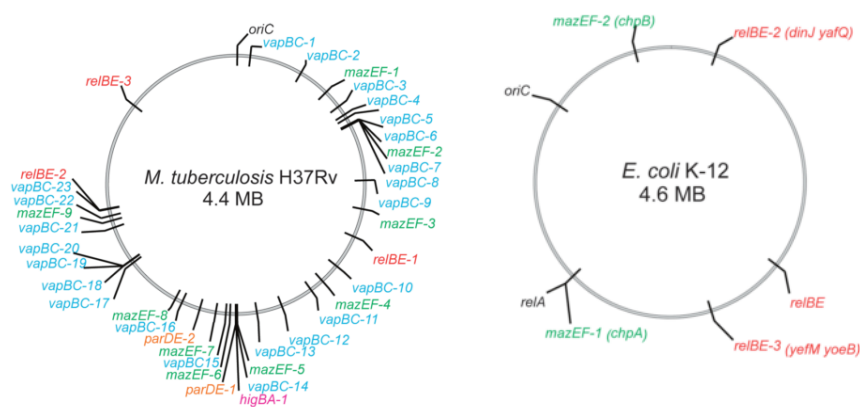 oriC
vapBC-1
vapBC-2
mazEF-1
vapBC-3
vapBC-4
vapBC-5
vapBC-6
mazEF-2
vapBC-7
vapBC-8
vapBC-9
mazEF-3
relBE-1
vapBC-10
mazEF-4
vapBC-11
vapBC-12
vapBC-13
mazEF-5
vapBC-14
higBA-1
parDE-1
mazEF-6
vapBC15
mazEF-7
parDE-2
vapBC-16
mazEF-8
vapBC-17
vapBC-18
vapBC-19
vapBC-20
vapBC-21
mazEF-9
vapBC-22
vapBC-23
relBE-2
relBE-3
M. tuberculosis H37Rv
4.4 MB
mazEF-2 (chpB)
relBE-2 (dinJ yafQ)
oriC
E. coli K-12
4.6 MB
relA
mazEF-1 (chpA)
relBE
relBE-3 (yefM yoeB)